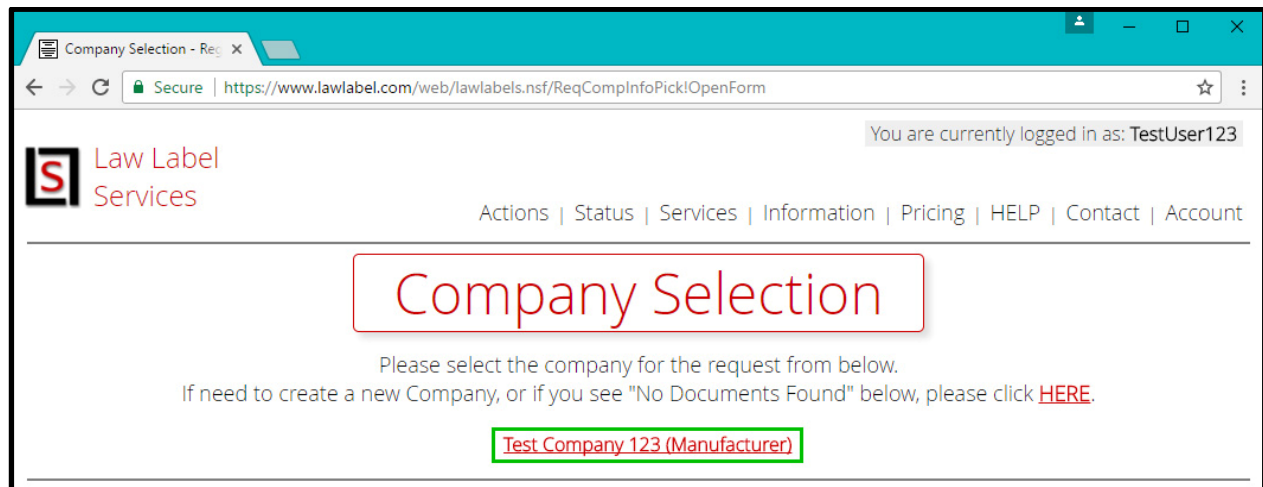 Company Selection - Req
Secure | https://www.lawlabel.com/web/lawlabels.nsf/ReqCompInfoPick!OpenForm
You are currently logged in as: TestUser123
LS
Law Label
Services
Actions | Status | Services | Information | Pricing | HELP | Contact | Account
Company Selection
Please select the company for the request from below.
If need to create a new Company, or if you see "No Documents Found" below, please click HERE.
Test Company 123 (Manufacturer)